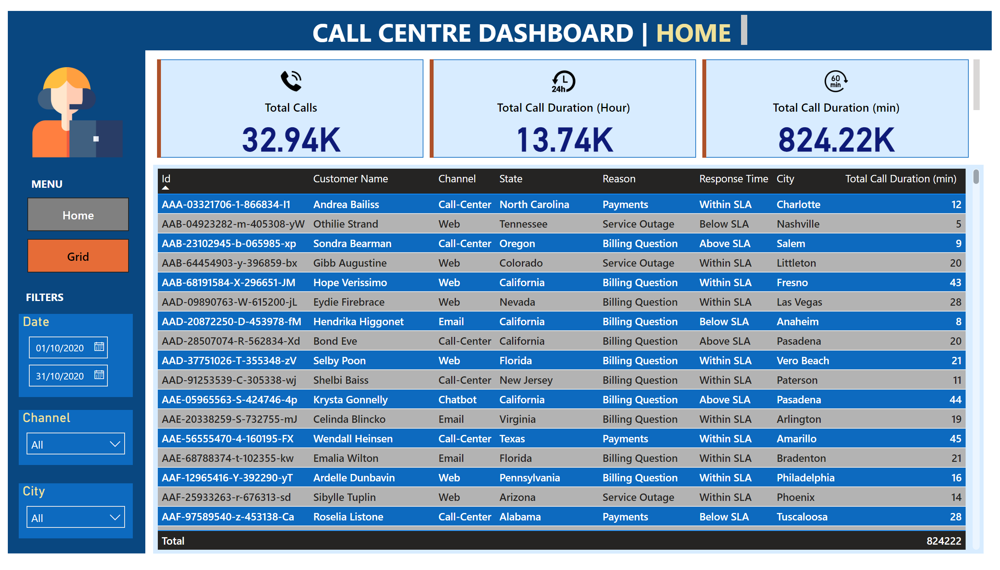 CALL CENTRE DASHBOARD | HOME
Total Calls
32.94K
24h
Total Call Duration (Hour)
13.74K
60
min
Total Call Duration (min)
824.22K
MENU
Home
Grid
FILTERS
Date
01/10/2020
31/10/2020
Channel
All
City
All
Id Customer Name Channel State Reason Response Time City Total Call Duration (min)
AAA-03321706-1-866834-I1 Andrea Bailiss Call-Center North Carolina Payments Within SLA Charlotte 12
AAB-04923282-m-405308-yW Othilie Strand Web Tennessee Service Outage Below SLA Nashville 5
AAB-23102945-b-065985-xp Sondra Bearman Call-Center Oregon Billing Question Above SLA Salem 9
AAB-64454903-y-396859-bx Gibb Augustine Web Colorado Service Outage Within SLA Littleton 20
AAB-68191584-X-296651-JM Hope Verissimo Web California Billing Question Within SLA Fresno 43
AAD-09890763-W-615200-jL Eydie Firebrace Web Nevada Billing Question Within SLA Las Vegas 28
AAD-20872250-D-453978-fM Hendrika Higgonet Email California Billing Question Below SLA Anaheim 8
AAD-28507074-R-562834-Xd Bond Eve Call-Center California Billing Question Above SLA Pasadena 20
AAD-37751026-T-355348-zV Selby Poon Web Florida Billing Question Within SLA Vero Beach 21
AAD-91253539-C-305338-wj Shelbi Baiss Call-Center New Jersey Billing Question Within SLA Paterson 11
AAE-05965563-S-424746-4p Krysta Gonnelly Chatbot California Billing Question Above SLA Pasadena 44
AAE-20338259-S-732755-mJ Celinda Blincko Email Virginia Billing Question Within SLA Arlington 19
AAE-56555470-4-160195-FX Wendall Heinsen Call-Center Texas Payments Within SLA Amarillo 45
AAE-68788374-t-102355-kw Emalia Wilton Email Florida Billing Question Within SLA Bradenton 21
AAF-12965416-Y-392290-yT Ardelle Dunbavin Web Pennsylvania Billing Question Within SLA Philadelphia 16
AAF-25933263-r-676313-sd Sibylle Tuplin Web Arizona Service Outage Within SLA Phoenix 14
AAF-97589540-z-453138-Ca Roselia Listone Call-Center Alabama Payments Below SLA Tuscaloosa 28
Total 824222